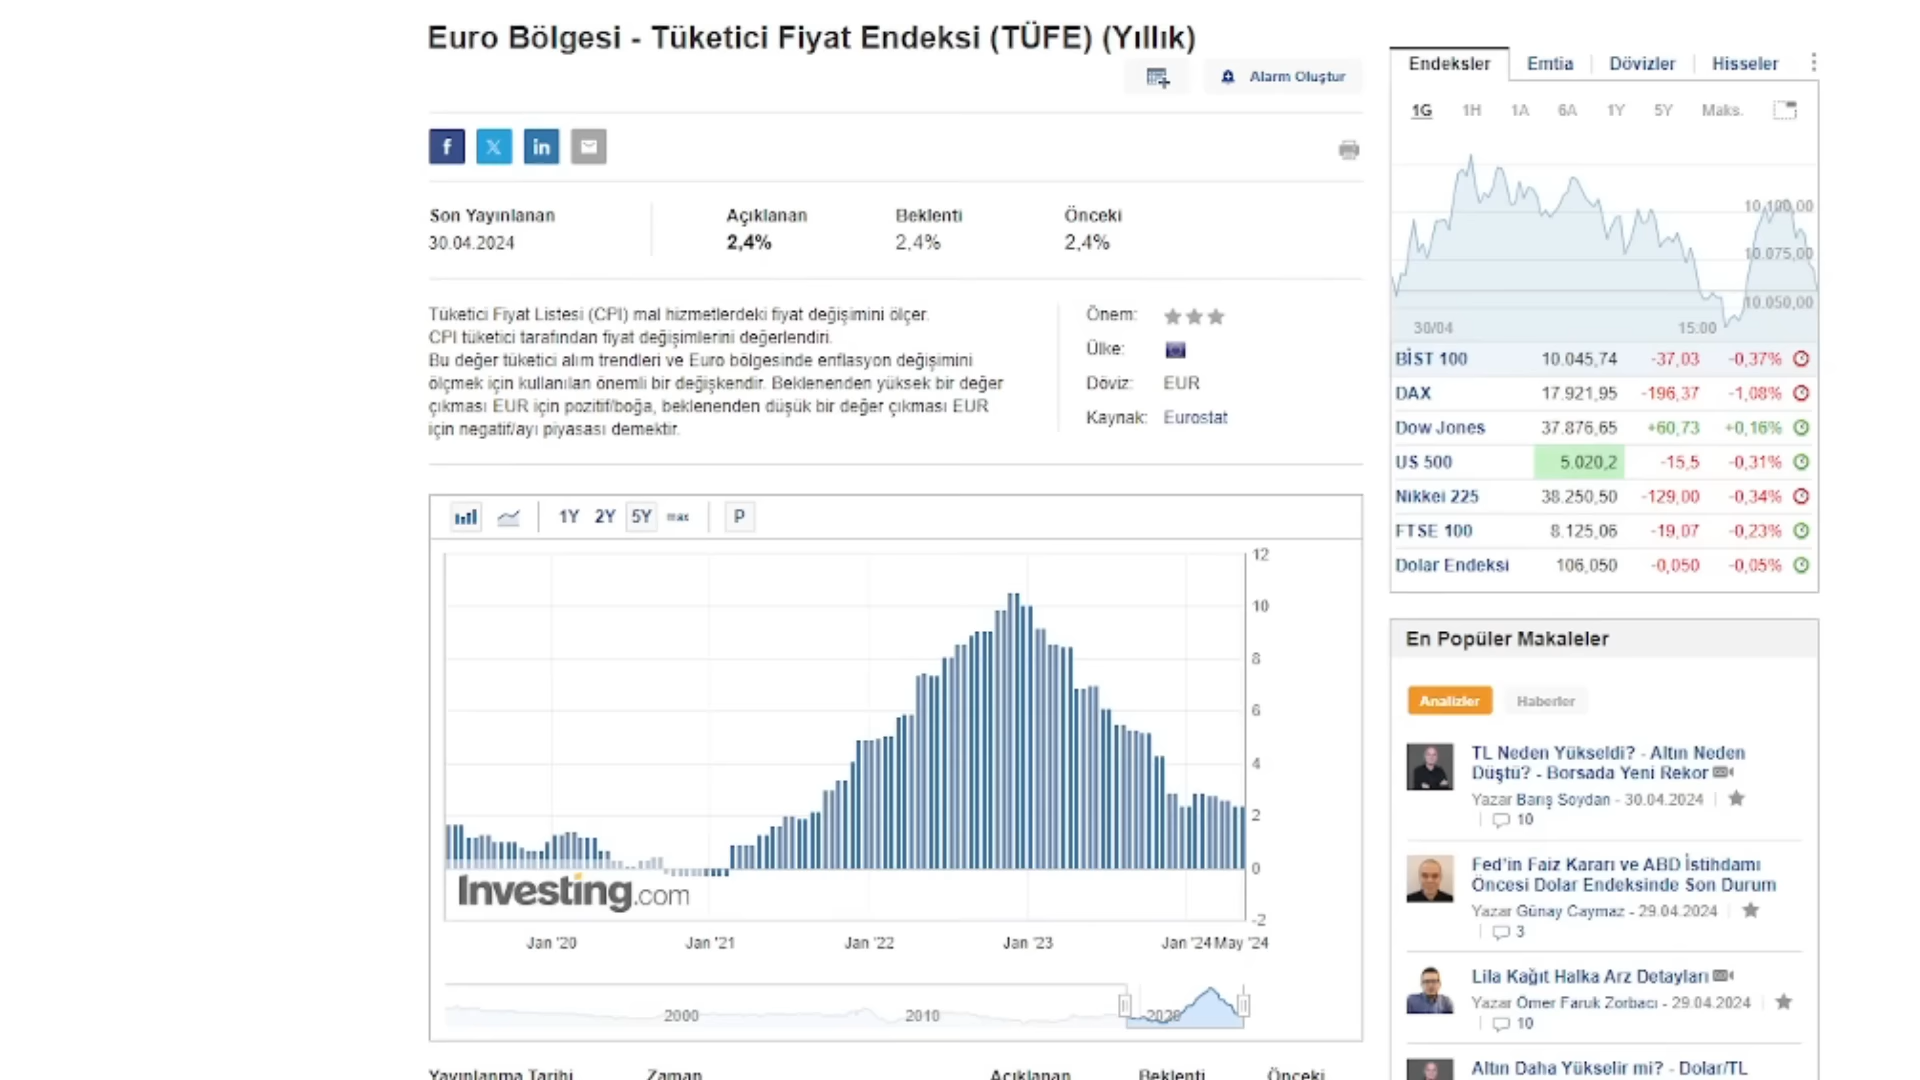 Euro Bölgesi - Tüketici Fiyat Endeksi (TÜFE) (Yıllık)
Alarm Oluştur
Son Yayınlanan
30.04.2024
Açıklanan
2,4%
Beklenti
2,4%
Önceki
2,4%
Tüketici Fiyat Listesi (CPI) mal hizmetlerdeki fiyat değişimini ölçer.
CPI tüketici tarafından fiyat değişimlerini değerlendiri.
Bu değer tüketici alım trendleri ve Euro bölgesinde enflasyon değişimini
ölçmek için kullanılan önemli bir değişkendir. Beklenenden yüksek bir değer
çıkması EUR için pozitif/boğa, beklenenden düşük bir değer çıkması EUR
için negatif/ayı piyasası demektir.
Önem:
Ülke:
Döviz: EUR
Kaynak: Eurostat
1Y 2Y 5Y max P
12
10
8
6
4
2
0
-2
Investing.com
Jan '20 Jan '21 Jan '22 Jan '23 Jan '24 May '24
2000 2010 2020
Yayınlanma Tarihi Zaman Açıklanan Beklenti Önceki
Endeksler Emtia Dövizler Hisseler
1G 1H 1A 6A 1Y 5Y Maks.
10.100,00
10.075,00
10.050,00
30/04 15:00
BİST 100 10.045,74 -37,03 -0,37%
DAX 17.921,95 -196,37 -1,08%
Dow Jones 37.876,65 +60,73 +0,16%
US 500 5.020,2 -15,5 -0,31%
Nikkei 225 38.250,50 -129,00 -0,34%
FTSE 100 8.125,06 -19,07 -0,23%
Dolar Endeksi 106,050 -0,050 -0,05%
En Popüler Makaleler
Analizler Haberler
TL Neden Yükseldi? - Altın Neden
Düştü? - Borsada Yeni Rekor
Yazar Barış Soydan - 30.04.2024
10
Fed'in Faiz Kararı ve ABD İstihdamı
Öncesi Dolar Endeksinde Son Durum
Yazar Günay Caymaz - 29.04.2024
3
Lila Kağıt Halka Arz Detayları
Yazar Ömer Faruk Zorbacı - 29.04.2024
10
Altın Daha Yükselir mi? - Dolar/TL